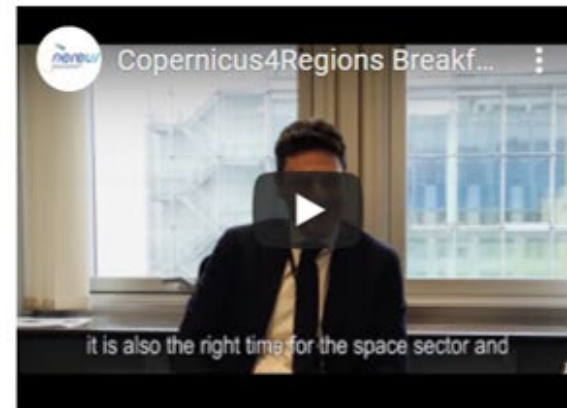 nereus
Copernicus4Regions Breakf...
it is also the right time for the space sector and